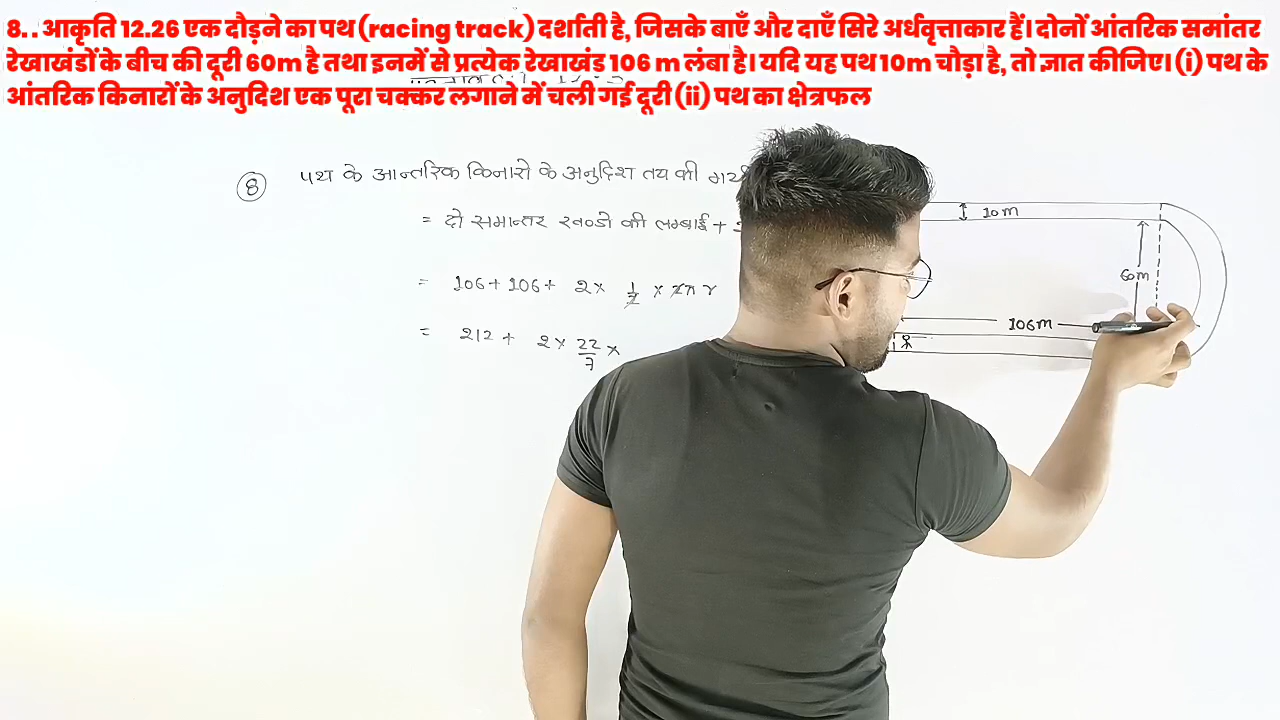 8. . आकृति 12.26 एक दौड़ने का पथ (racing track) दर्शाती है, जिसके बाएँ और दाएँ सिरे अर्धवृत्ताकार हैं। दोनों आंतरिक समांतर
रेखाखंडों के बीच की दूरी 60m है तथा इनमें से प्रत्येक रेखाखंड 106 m लंबा है। यदि यह पथ 10m चौड़ा है, तो ज्ञात कीजिए। (i) पथ के
आंतरिक किनारों के अनुदिश एक पूरा चक्कर लगाने में चली गई दूरी (ii) पथ का क्षेत्रफल
8 पथ के आन्तरिक किनारो के अनुदिश तय की
= दो समान्तर खण्डो की लम्बाई +
= 106 + 106 + 2 × 1/2 × 2π r
= 212 + 2 × 22/7 ×
10m
60m
106m